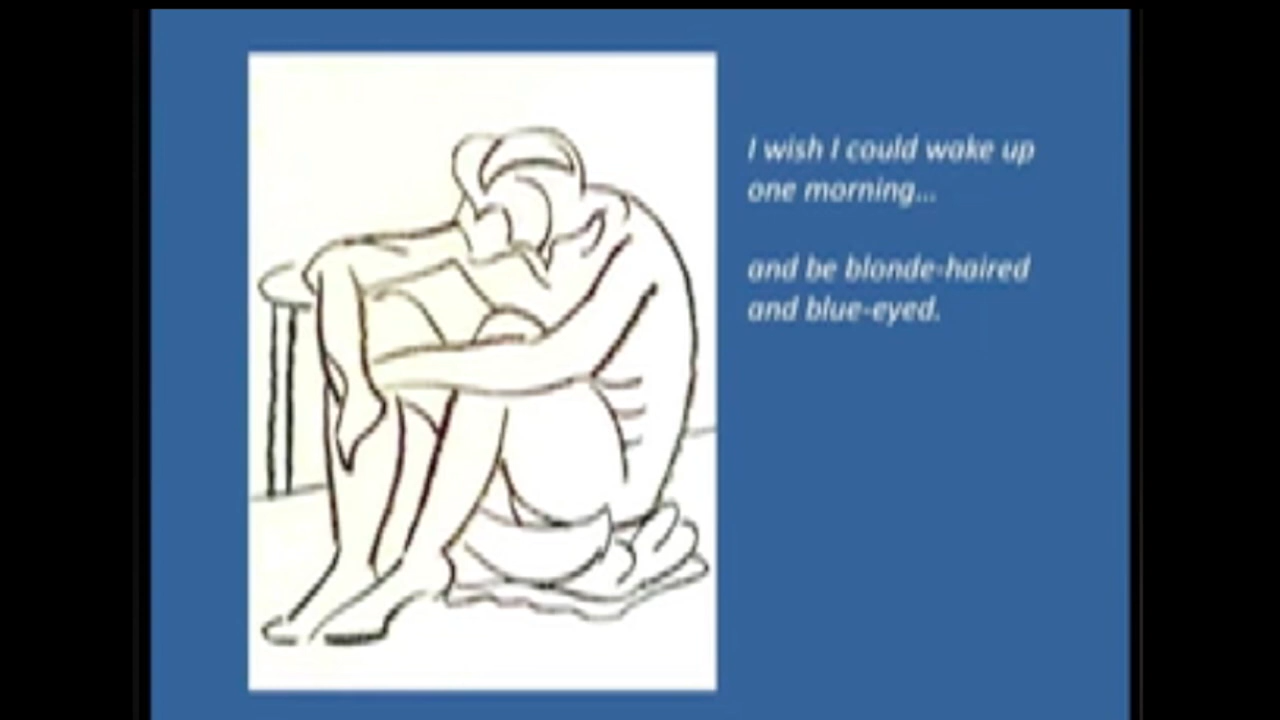 I wish I could wake up
one morning...
and be blonde-haired
and blue-eyed.